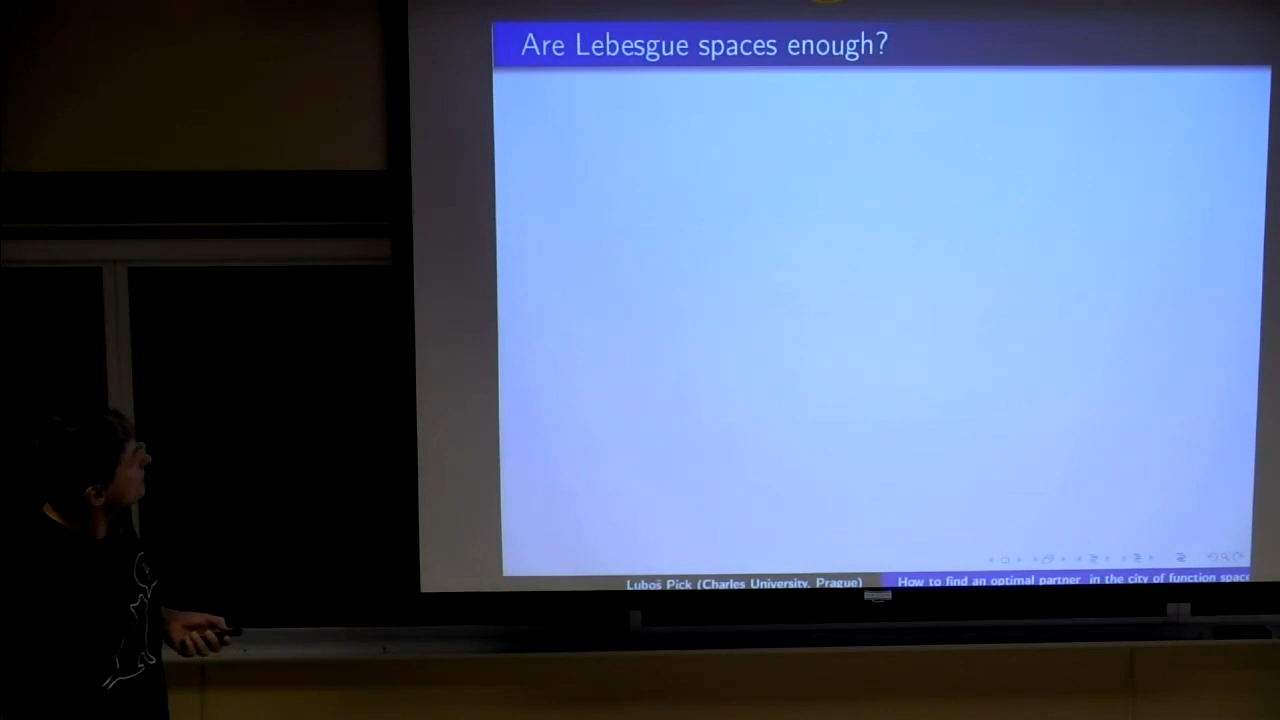 Are Lebesgue spaces enough?
Luboš Pick (Charles University, Prague)
How to find an optimal partner in the city of function